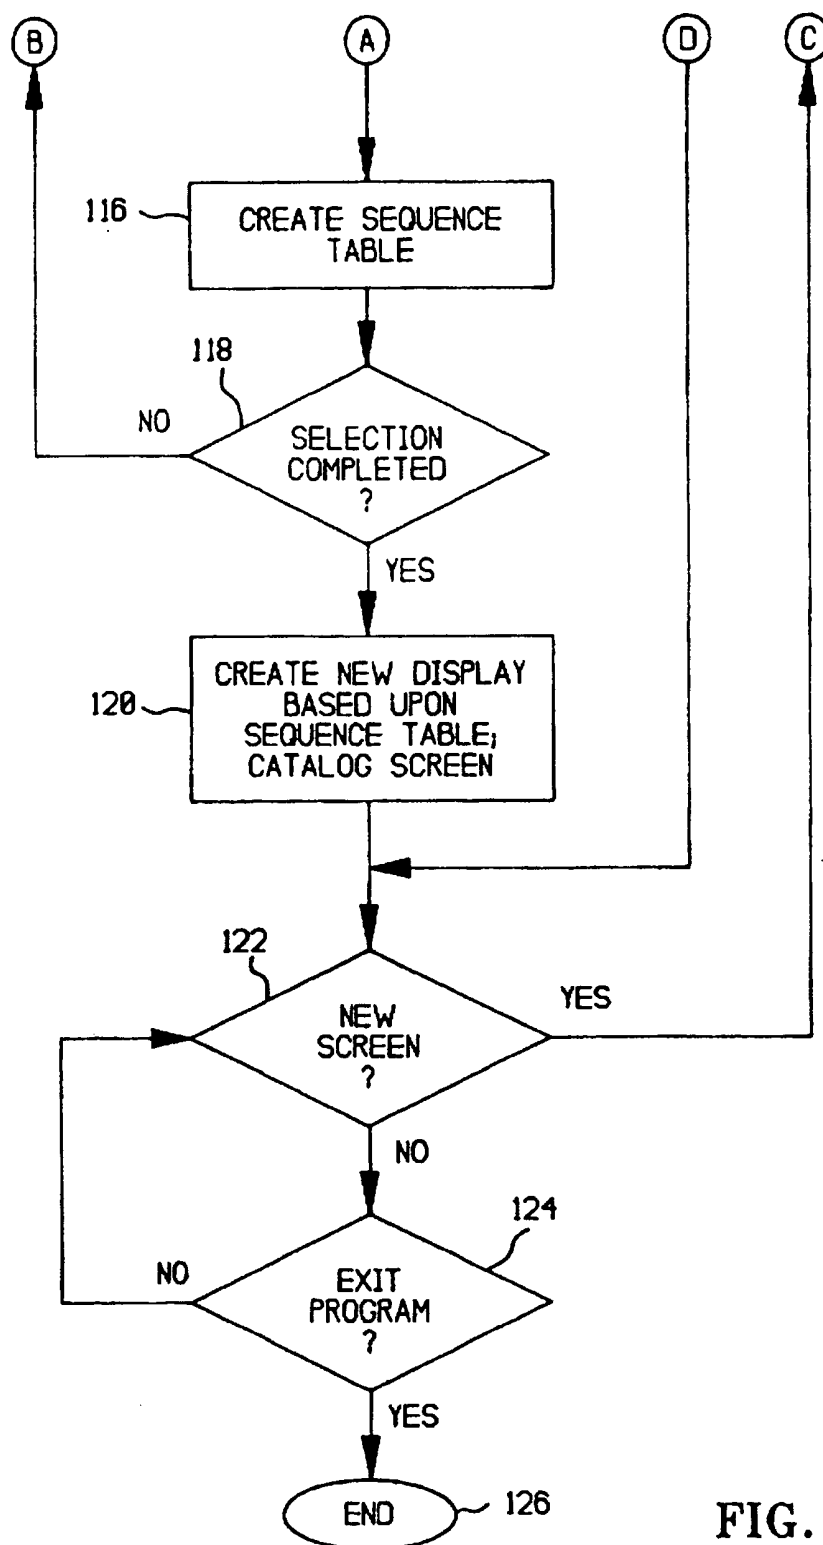 B
A
D
C
116
CREATE SEQUENCE
TABLE
118
NO
SELECTION
COMPLETED
?
YES
120
CREATE NEW DISPLAY
BASED UPON
SEQUENCE TABLE;
CATALOG SCREEN
122
YES
NEW
SCREEN
?
NO
124
NO
EXIT
PROGRAM
?
YES
END
126
FIG.